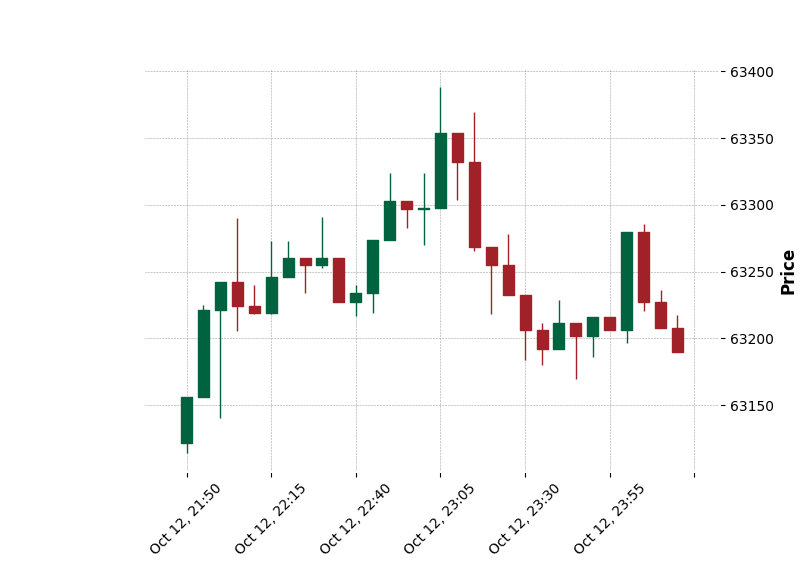 63400
63350
63300
63250
63200
63150
Price
Oct 12, 21:50
Oct 12, 22:15
Oct 12, 22:40
Oct 12, 23:05
Oct 12, 23:30
Oct 12, 23:55